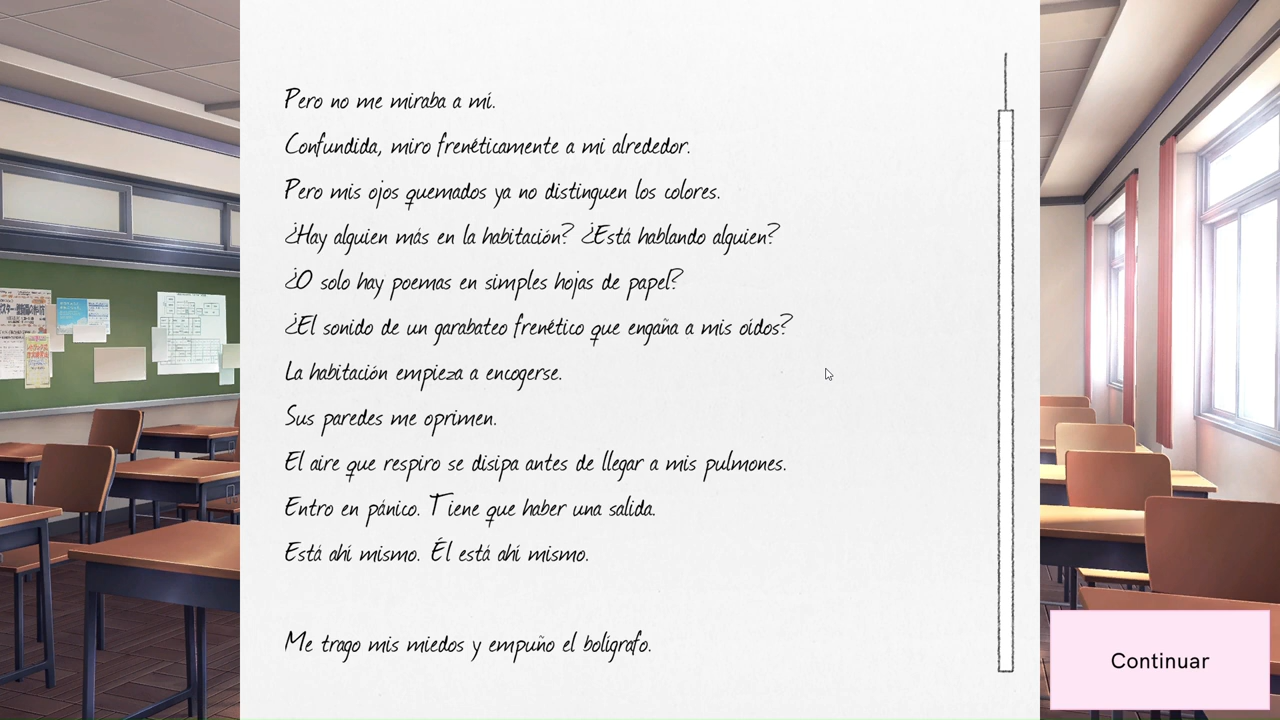 Pero no me miraba a mí.
Confundida, miro frenéticamente a mi alrededor.
Pero mis ojos quemados ya no distinguen los colores.
¿Hay alguien más en la habitación? ¿Está hablando alguien?
¿O solo hay poemas en simples hojas de papel?
¿El sonido de un garabateo frenético que engaña a mis oídos?
La habitación empieza a encogerse.
Sus paredes me oprimen.
El aire que respiro se disipa antes de llegar a mis pulmones.
Entro en pánico. Tiene que haber una salida.
Está ahí mismo. Él está ahí mismo.
Me trago mis miedos y empuño el bolígrafo.
Continuar